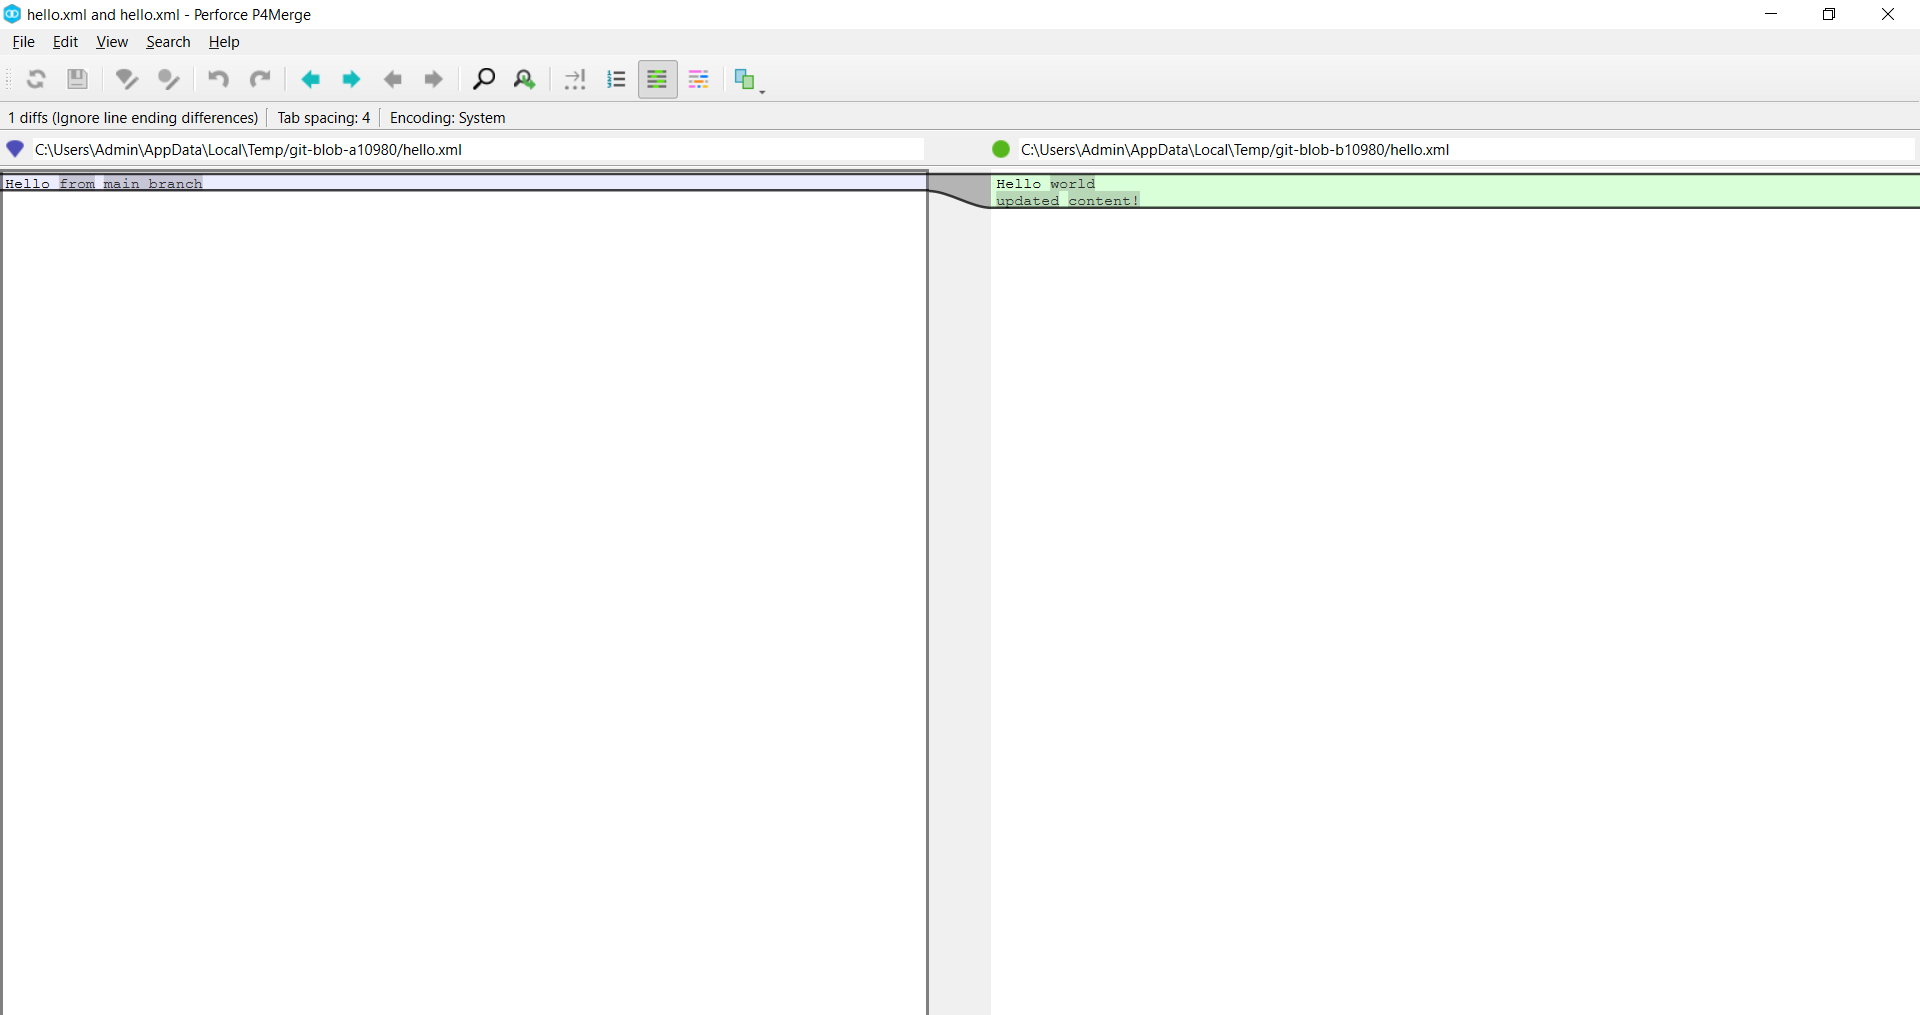 hello.xml and hello.xml - Perforce P4Merge
File Edit View Search Help
1 diffs (Ignore line ending differences) Tab spacing: 4 Encoding: System
C:\Users\Admin\AppData\Local\Temp/git-blob-a10980/hello.xml
C:\Users\Admin\AppData\Local\Temp/git-blob-b10980/hello.xml
Hello from main branch
Hello world
updated content!